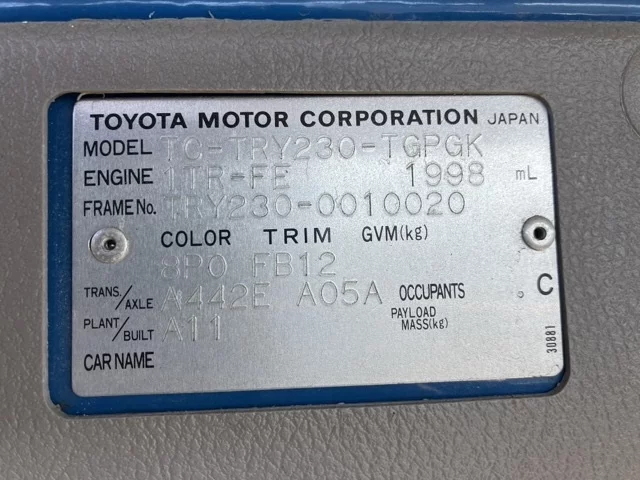 TOYOTA MOTOR CORPORATION JAPAN
MODEL TC-TRY230-TGPGK
ENGINE 1TR-FE 1998 mL
FRAME No. TRY230-0010020
COLOR TRIM GVM(kg)
8P0 FB12
TRANS./AXLE A442E A05A OCCUPANTS C
PLANT/BUILT A11 PAYLOAD MASS(kg)
CAR NAME
30881